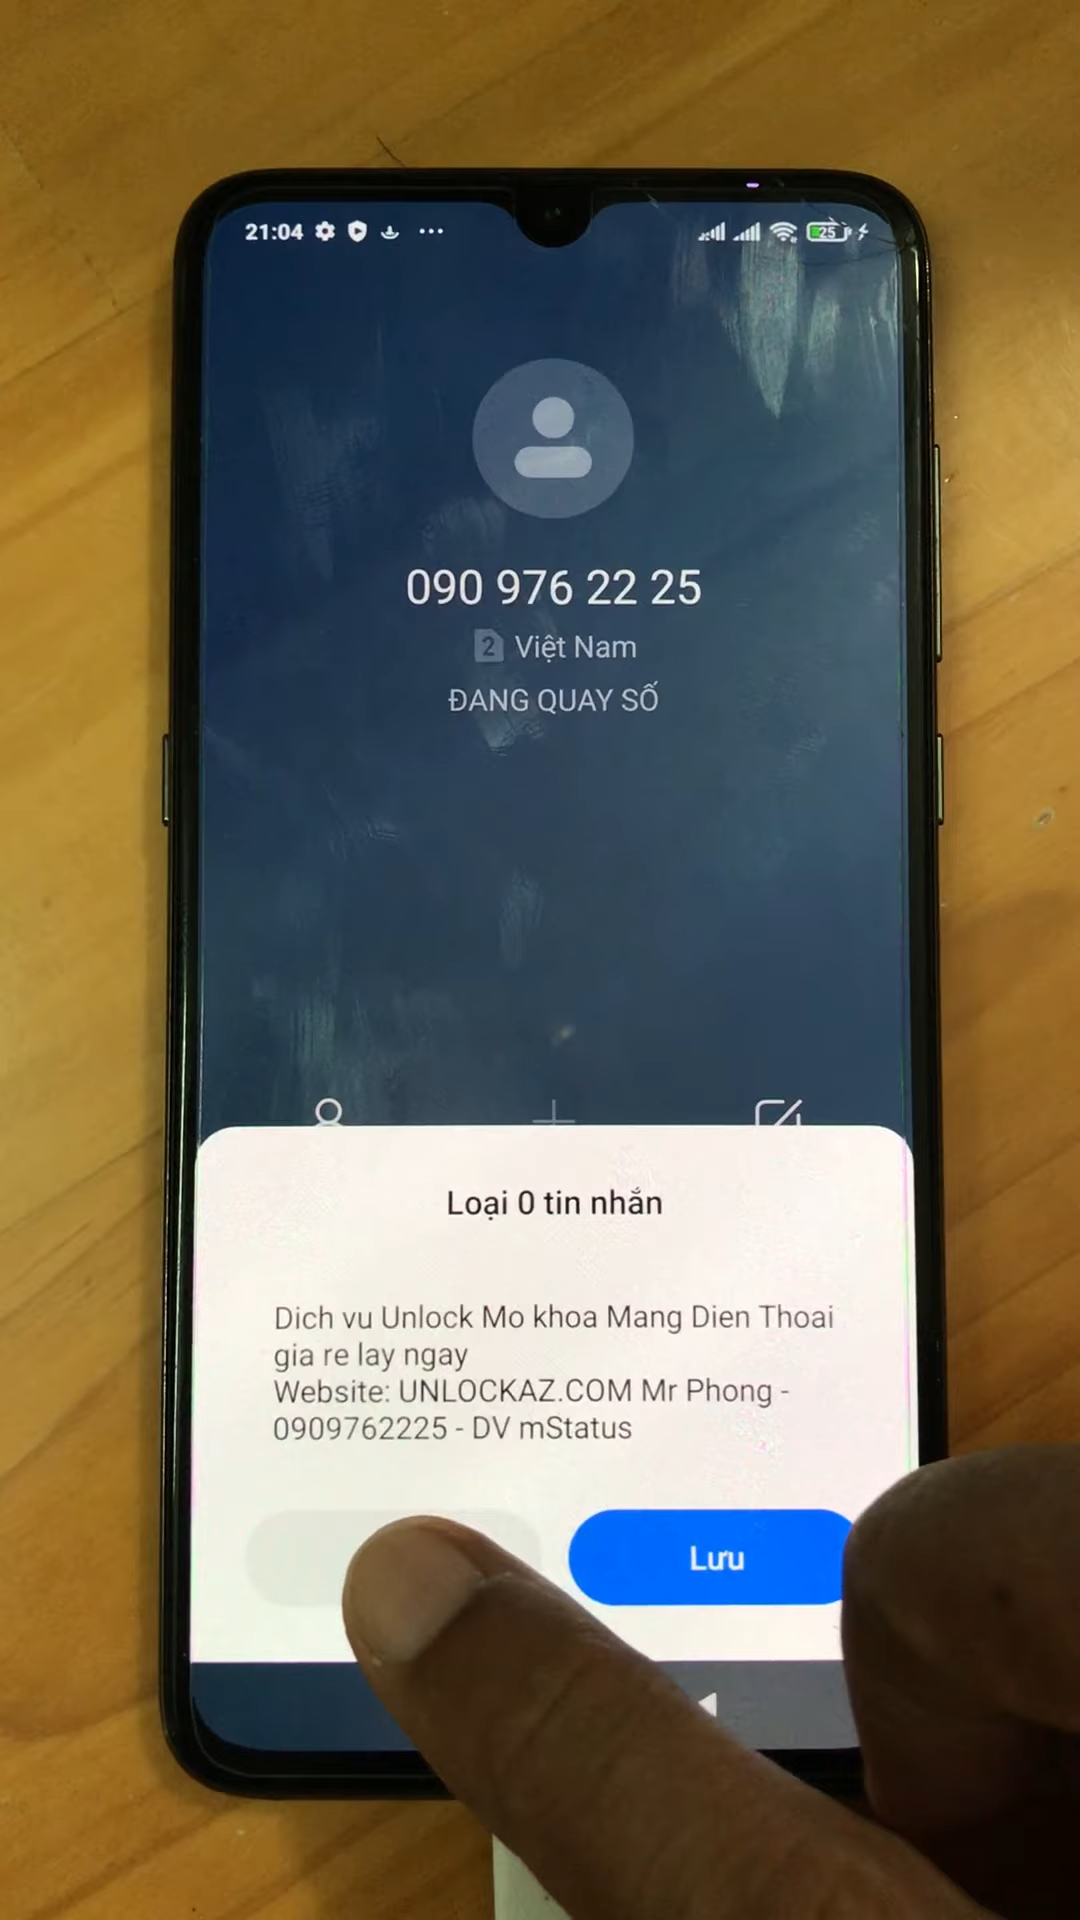 21:04
25
090 976 22 25
2 Việt Nam
ĐANG QUAY SỐ
Loại 0 tin nhắn
Dich vu Unlock Mo khoa Mang Dien Thoai
gia re lay ngay
Website: UNLOCKAZ.COM Mr Phong -
0909762225 - DV mStatus
Lưu